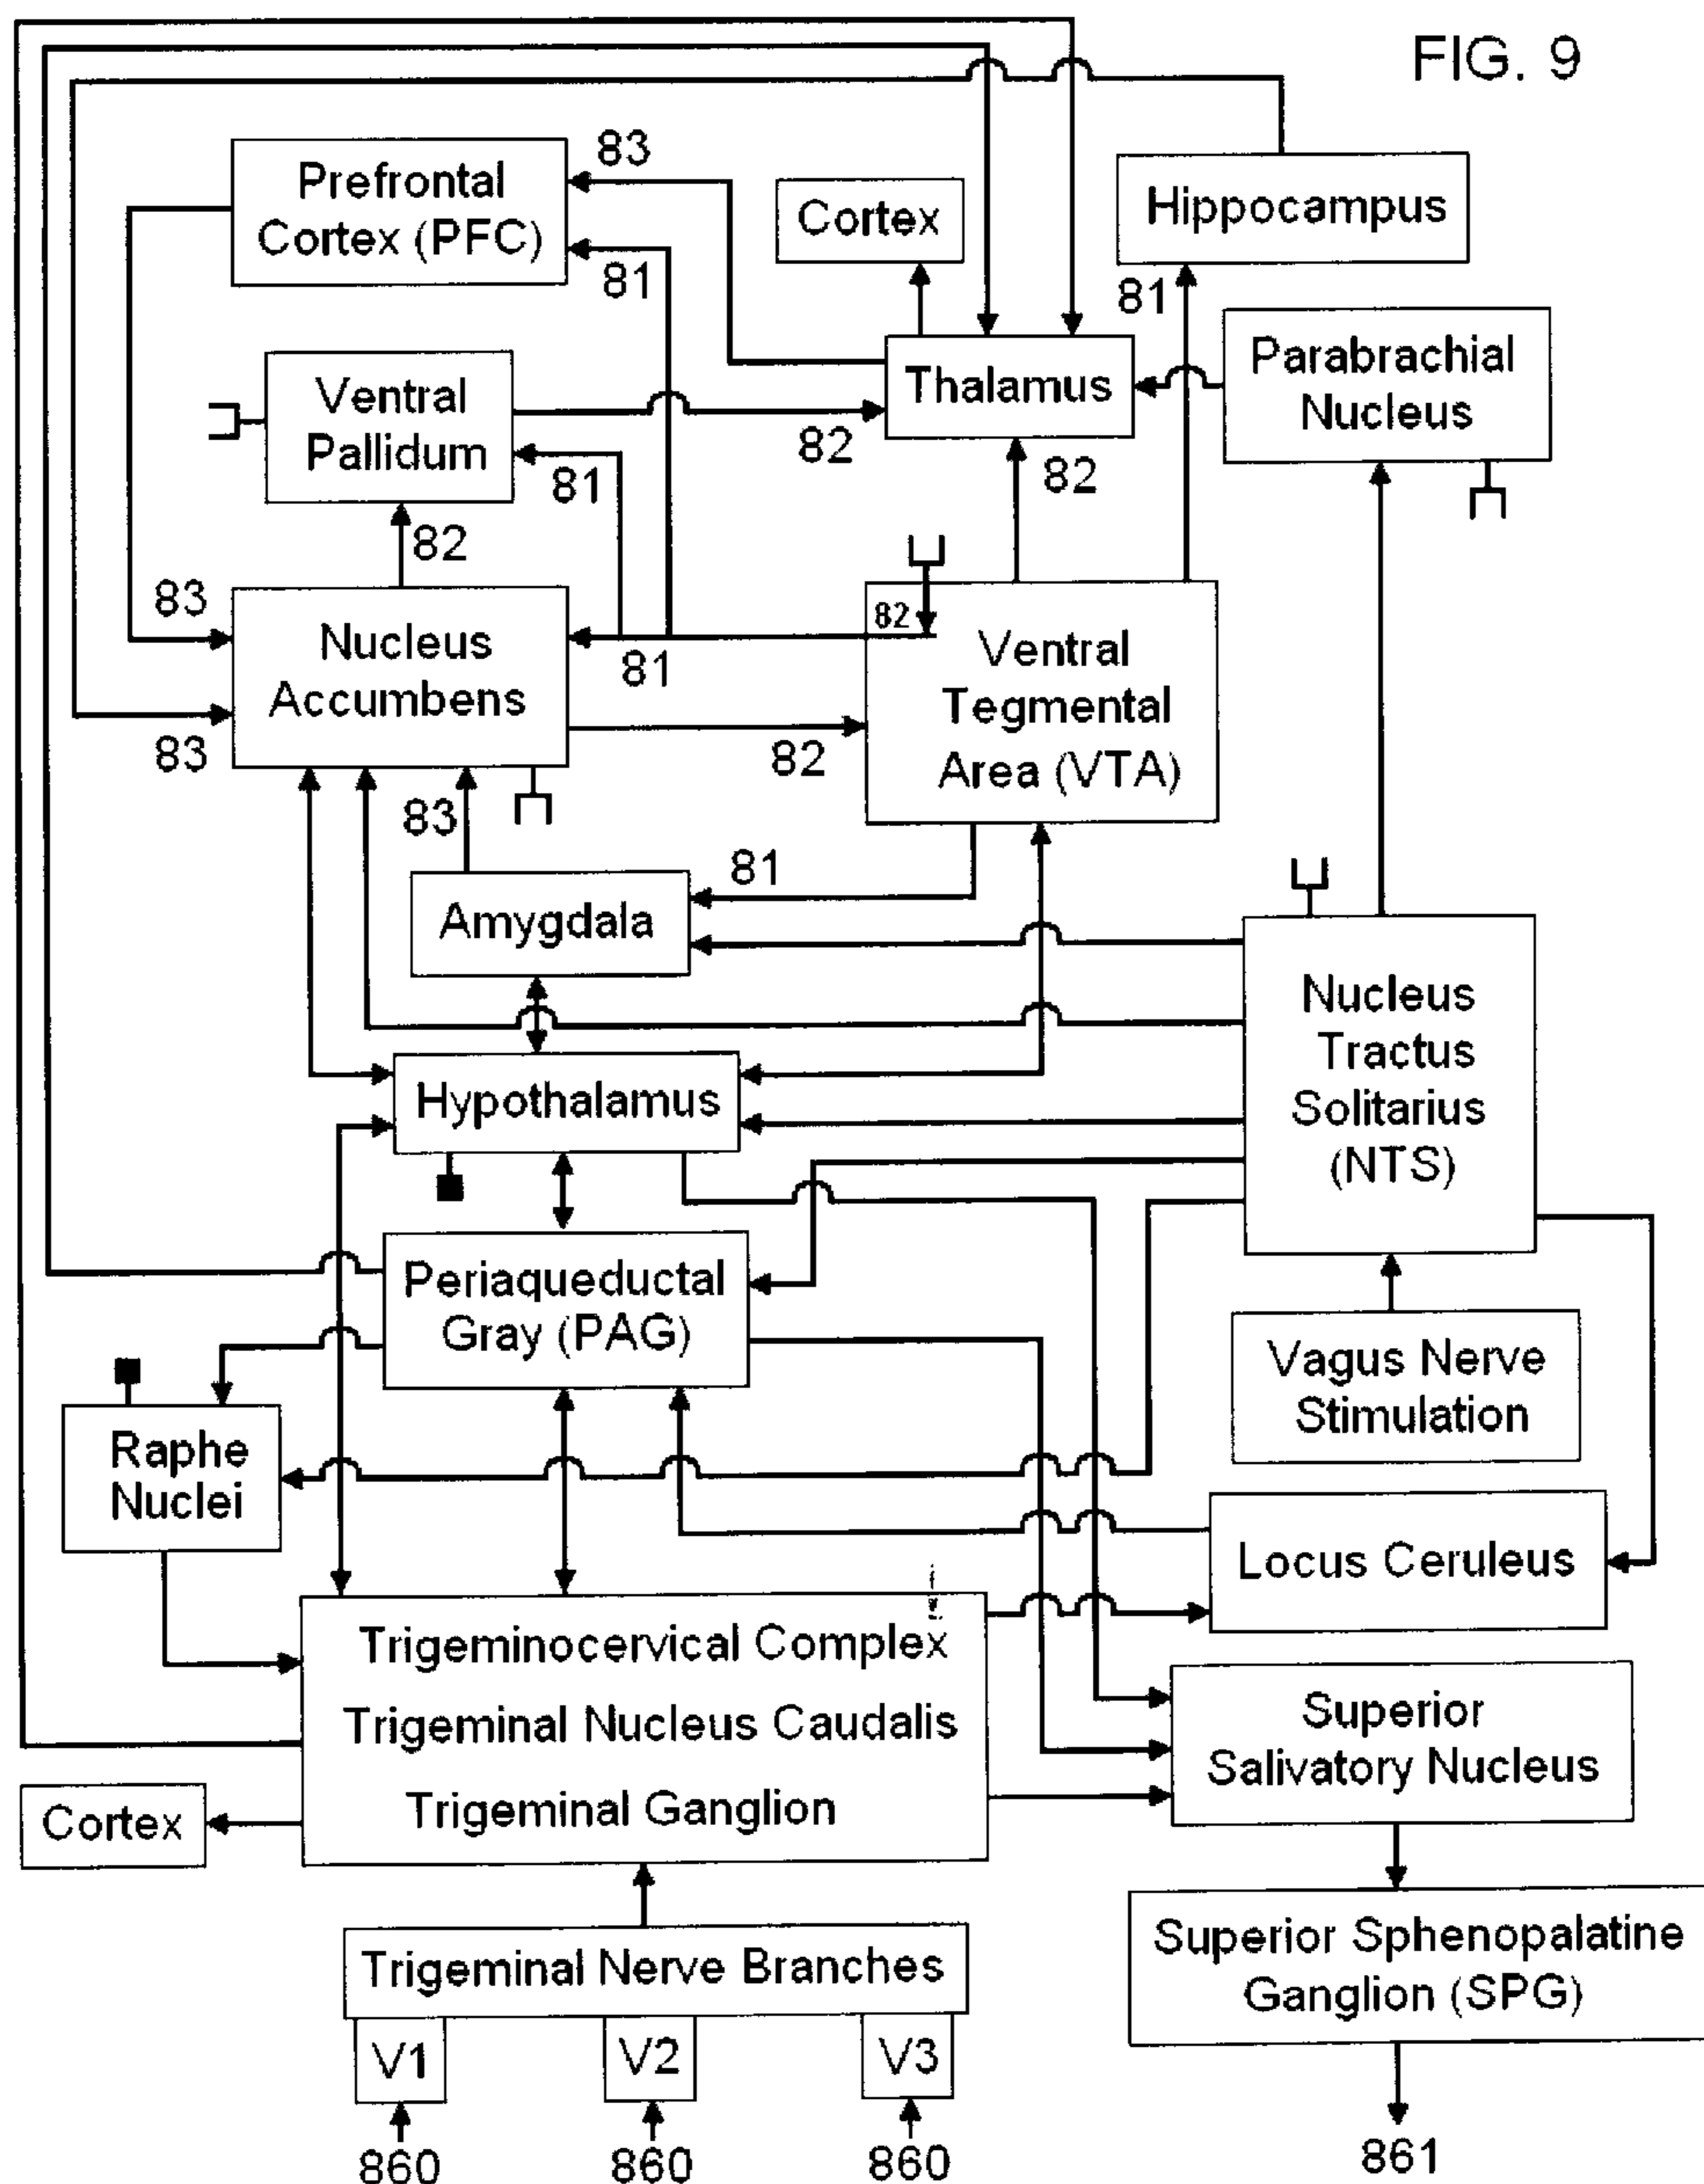 FIG. 9
Prefrontal
Cortex (PFC)
83
81
Cortex
Hippocampus
81
Parabrachial
Nucleus
Thalamus
82
82
Ventral
Pallidum
81
82
83
83
Nucleus
Accumbens
81
82
82
Ventral
Tegmental
Area (VTA)
83
81
Amygdala
Nucleus
Tractus
Solitarius
(NTS)
Hypothalamus
Periaqueductal
Gray (PAG)
Vagus Nerve
Stimulation
Raphe
Nuclei
Locus Ceruleus
Trigeminocervical Complex
Trigeminal Nucleus Caudalis
Trigeminal Ganglion
Superior
Salivatory Nucleus
Cortex
Trigeminal Nerve Branches
V1
V2
V3
860
860
860
Superior Sphenopalatine
Ganglion (SPG)
861